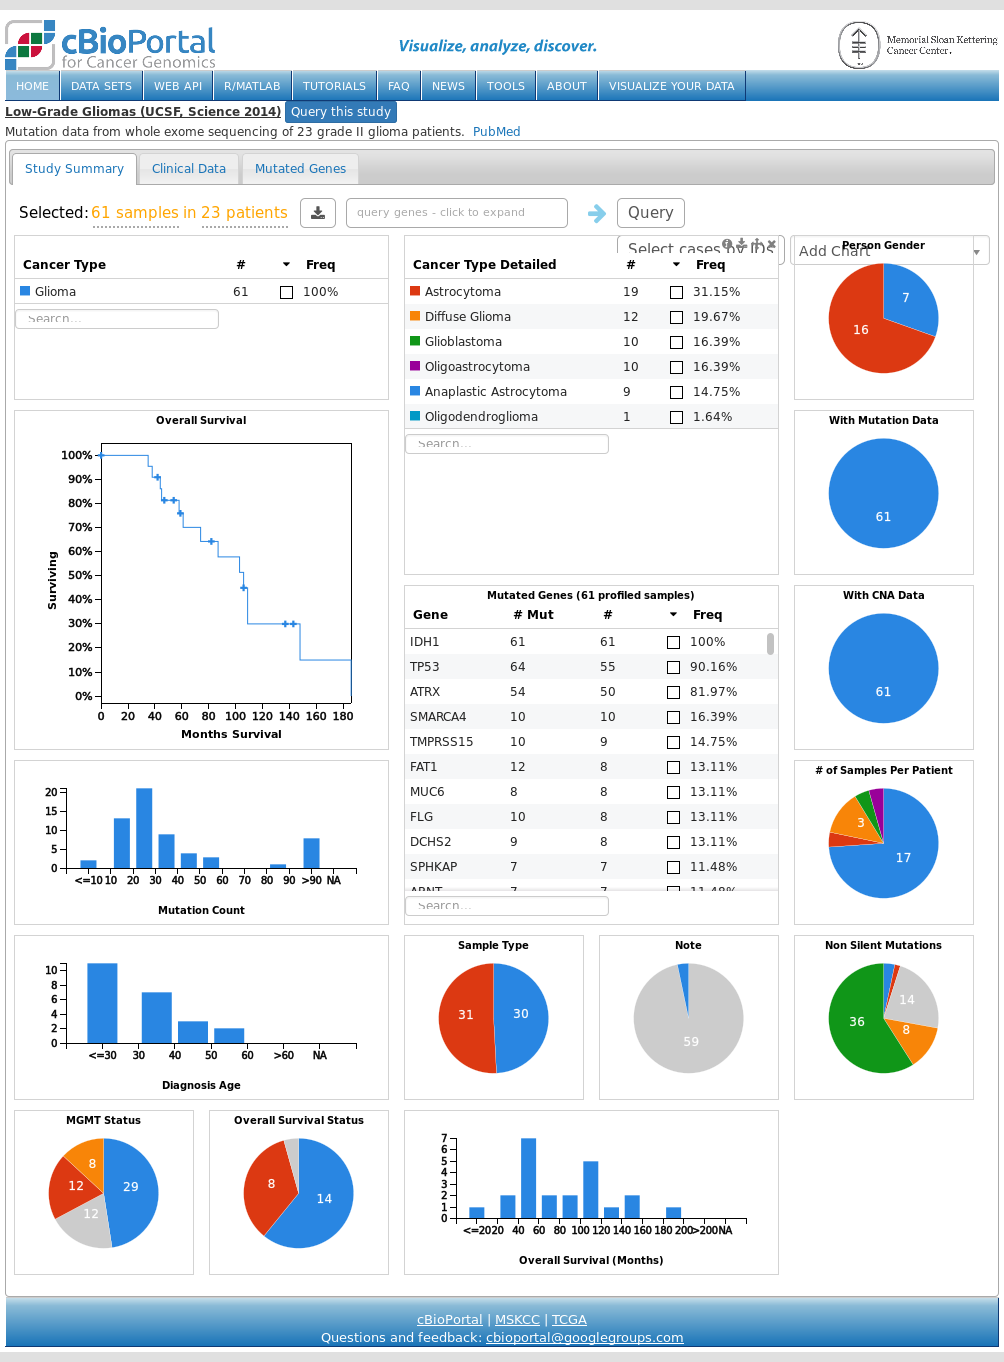 cBioPortal
for Cancer Genomics
Visualize, analyze, discover.
Memorial Sloan Kettering
Cancer Center.
HOME DATA SETS WEB API R/MATLAB TUTORIALS FAQ NEWS TOOLS ABOUT VISUALIZE YOUR DATA
Low-Grade Gliomas (UCSF, Science 2014) Query this study
Mutation data from whole exome sequencing of 23 grade II glioma patients. PubMed
Study Summary Clinical Data Mutated Genes
Selected: 61 samples in 23 patients query genes - click to expand Query
Select cases by IDs Add Chart
Cancer Type # Freq
Glioma 61 100%
Search...
Cancer Type Detailed # Freq
Astrocytoma 19 31.15%
Diffuse Glioma 12 19.67%
Glioblastoma 10 16.39%
Oligoastrocytoma 10 16.39%
Anaplastic Astrocytoma 9 14.75%
Oligodendroglioma 1 1.64%
Search...
Person Gender
7
16
Overall Survival
100%
90%
80%
70%
60%
50%
40%
30%
20%
10%
0%
Surviving
0 20 40 60 80 100 120 140 160 180
Months Survival
With Mutation Data
61
Mutated Genes (61 profiled samples)
Gene # Mut # Freq
IDH1 61 61 100%
TP53 64 55 90.16%
ATRX 54 50 81.97%
SMARCA4 10 10 16.39%
TMPRSS15 10 9 14.75%
FAT1 12 8 13.11%
MUC6 8 8 13.11%
FLG 10 8 13.11%
DCHS2 9 8 13.11%
SPHKAP 7 7 11.48%
ARNT 7 7 11.48%
Search...
With CNA Data
61
# of Samples Per Patient
3
17
20
15
10
5
0
<=10 10 20 30 40 50 60 70 80 90 >90 NA
Mutation Count
10
8
6
4
2
0
<=30 30 40 50 60 >60 NA
Diagnosis Age
Sample Type
31 30
Note
59
Non Silent Mutations
14
36 8
MGMT Status
8
12 29
12
Overall Survival Status
8
14
7
6
5
4
3
2
1
0
<=20 20 40 60 80 100 120 140 160 180 200 >200 NA
Overall Survival (Months)
cBioPortal | MSKCC | TCGA
Questions and feedback: cbioportal@googlegroups.com